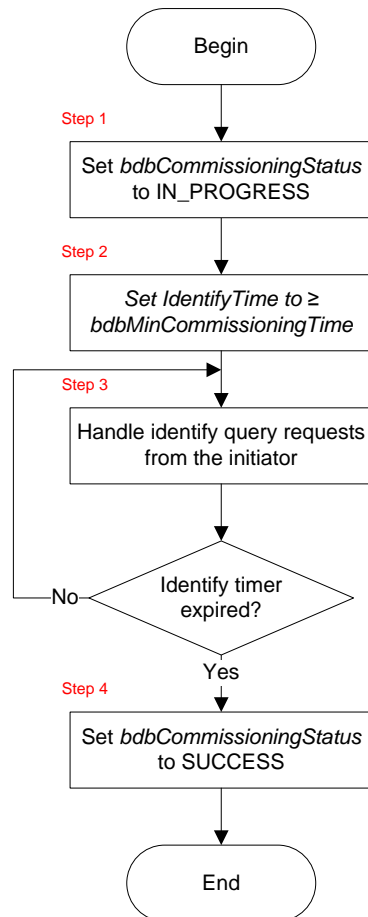 Begin
Step 1
Set bdbCommissioningStatus
to IN_PROGRESS
Step 2
Set IdentifyTime to ≥
bdbMinCommissioningTime
Step 3
Handle identify query requests
from the initiator
Identify timer
expired?
No
Yes
Step 4
Set bdbCommissioningStatus
to SUCCESS
End